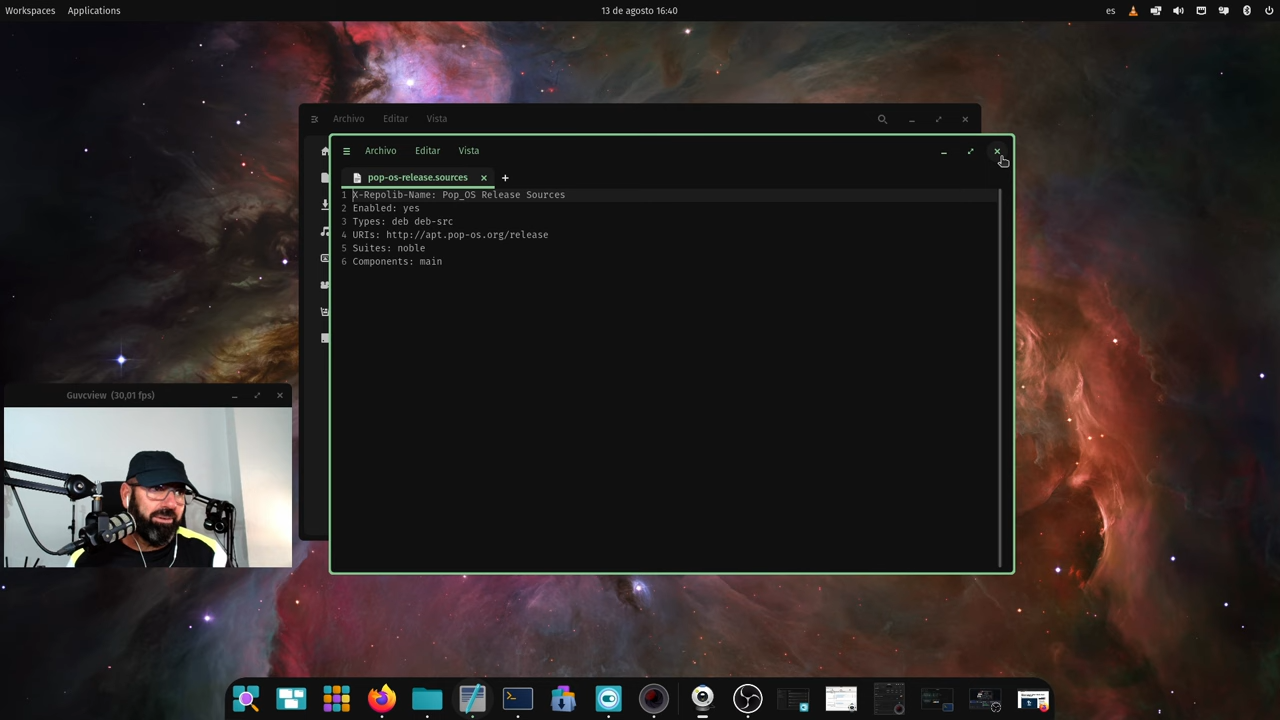 Workspaces Applications 13 de agosto 16:40 es
Archivo Editar Vista
Archivo Editar Vista
pop-os-release.sources
1 X-Repolib-Name: Pop_OS Release Sources
2 Enabled: yes
3 Types: deb deb-src
4 URIs: http://apt.pop-os.org/release
5 Suites: noble
6 Components: main
Guvcview (30,01 fps)